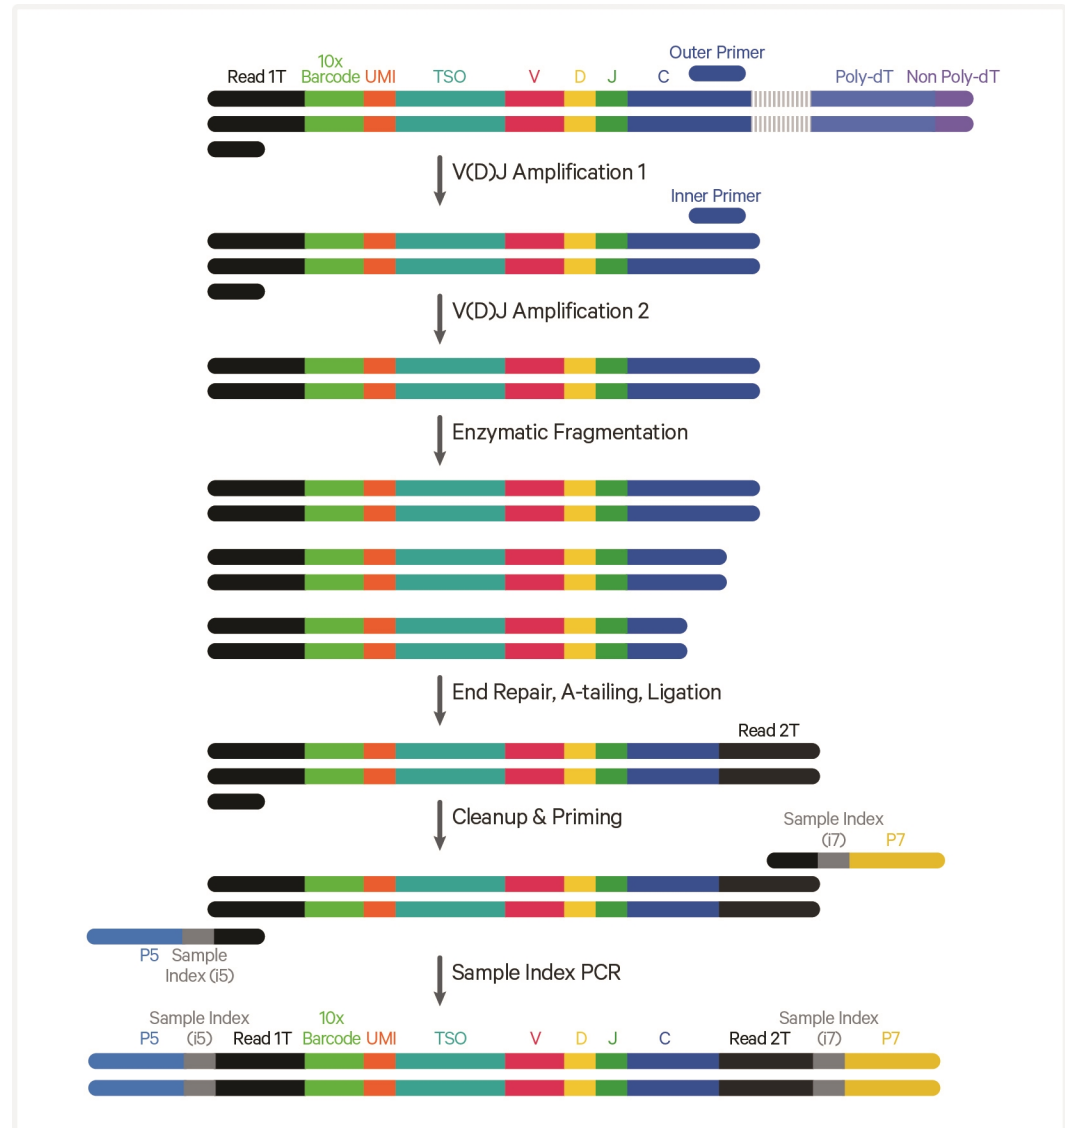 Outer Primer
10x
Read 1T Barcode UMI TSO V D J C Poly-dT Non Poly-dT
V(D)J Amplification 1
Inner Primer
V(D)J Amplification 2
Enzymatic Fragmentation
End Repair, A-tailing, Ligation
Read 2T
Cleanup & Priming
Sample Index
(i7) P7
P5 Sample
Index (i5)
Sample Index PCR
Sample Index 10x Sample Index
P5 (i5) Read 1T Barcode UMI TSO V D J C Read 2T (i7) P7